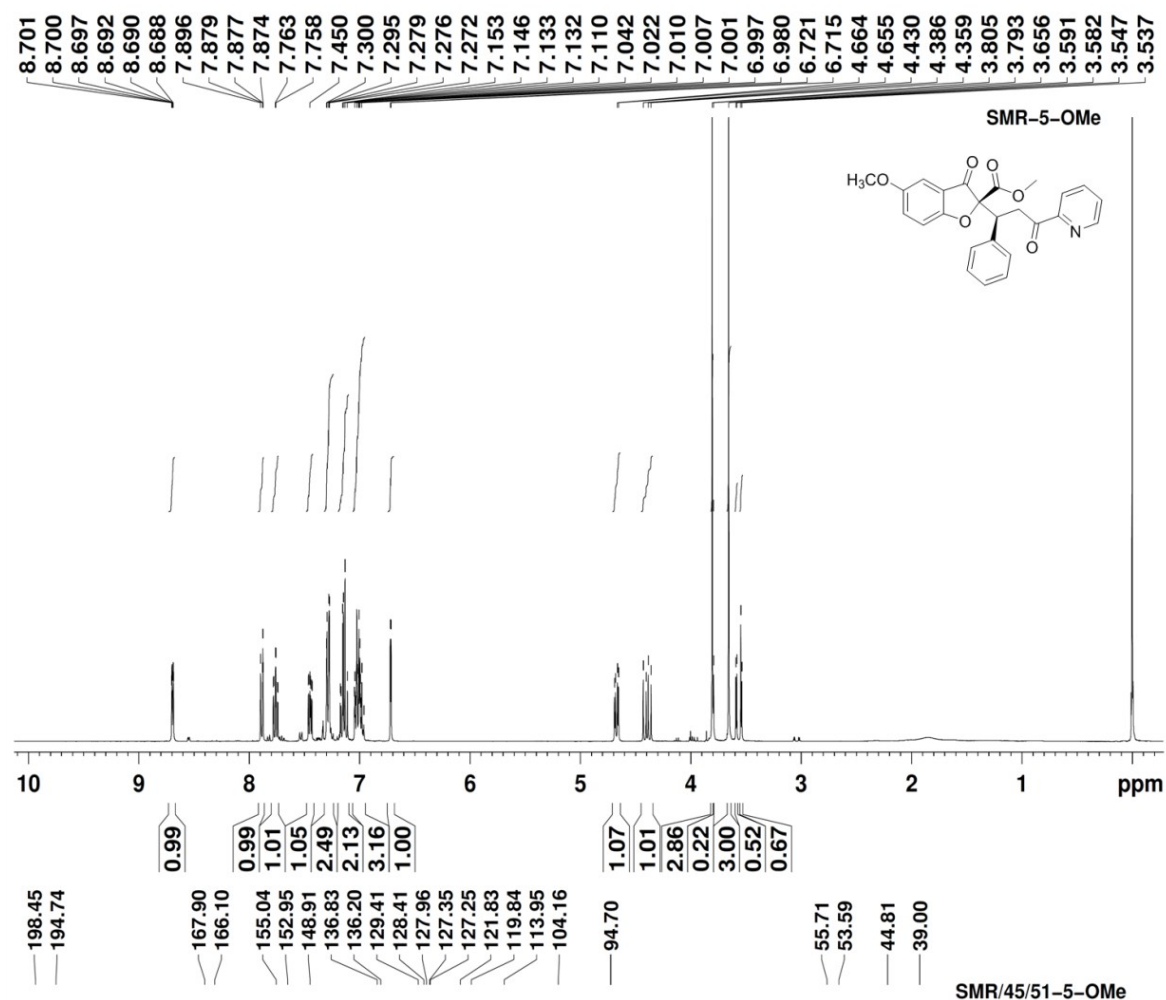 8.701 8.700 8.697 8.692 8.690 8.688 7.896 7.879 7.877 7.874 7.763 7.758 7.450 7.300 7.295 7.279 7.276 7.272 7.153 7.146 7.133 7.132 7.110 7.042 7.022 7.010 7.007 7.001 6.997 6.980 6.721 6.715 4.664 4.655 4.430 4.386 4.359 3.805 3.793 3.656 3.591 3.582 3.547 3.537
SMR-5-OMe
O O
H₃CO
O
O
N
O
10 9 8 7 6 5 4 3 2 1 ppm
0.99 0.99 1.01 1.05 2.49 2.13 3.16 1.00 1.07 1.01 2.86 0.22 3.00 0.52 0.67
198.45 194.74 167.90 166.10 155.04 152.95 148.91 136.83 136.20 129.41 128.41 127.96 127.35 127.25 121.83 119.84 113.95 104.16 94.70 55.71 53.59 44.81 39.00
SMR/45/51-5-OMe